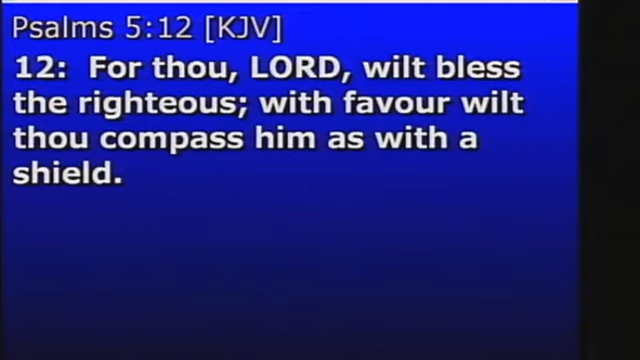 Psalms 5:12 [KJV]
12:  For thou, LORD, wilt bless
the righteous; with favour wilt
thou compass him as with a
shield.